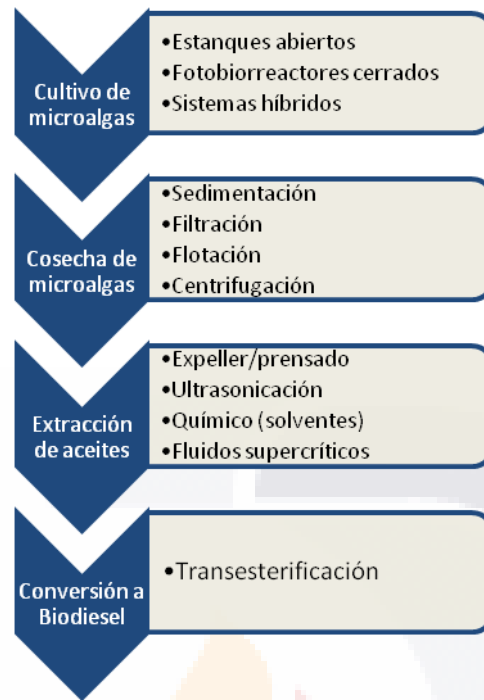 Cultivo de
microalgas
•Estanques abiertos
•Fotobiorreactores cerrados
•Sistemas híbridos
Cosecha de
microalgas
•Sedimentación
•Filtración
•Flotación
•Centrifugación
Extracción
de aceites
•Expeller/prensado
•Ultrasonicación
•Químico (solventes)
•Fluidos supercríticos
Conversión a
Biodiesel
•Transesterificación